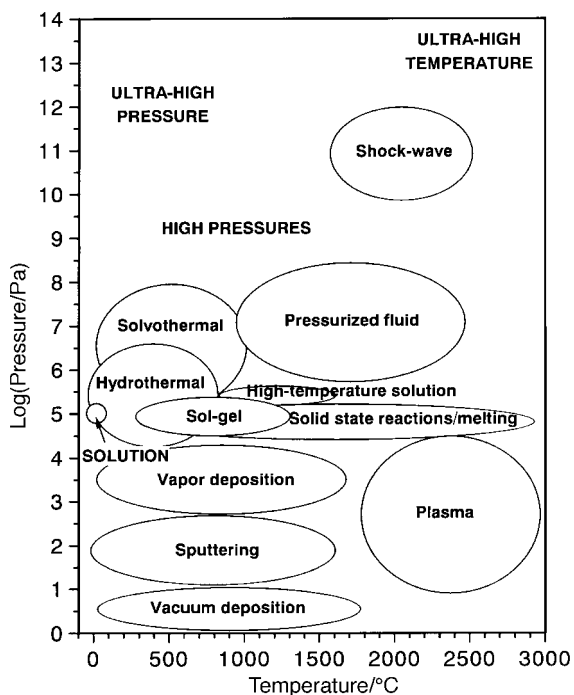 14
13
12
11
10
9
8
7
6
5
4
3
2
1
0
Log(Pressure/Pa)
ULTRA-HIGH
TEMPERATURE
ULTRA-HIGH
PRESSURE
Shock-wave
HIGH PRESSURES
Solvothermal
Pressurized fluid
Hydrothermal
High-temperature solution
Sol-gel
Solid state reactions/melting
SOLUTION
Vapor deposition
Plasma
Sputtering
Vacuum deposition
0 500 1000 1500 2000 2500 3000
Temperature/°C